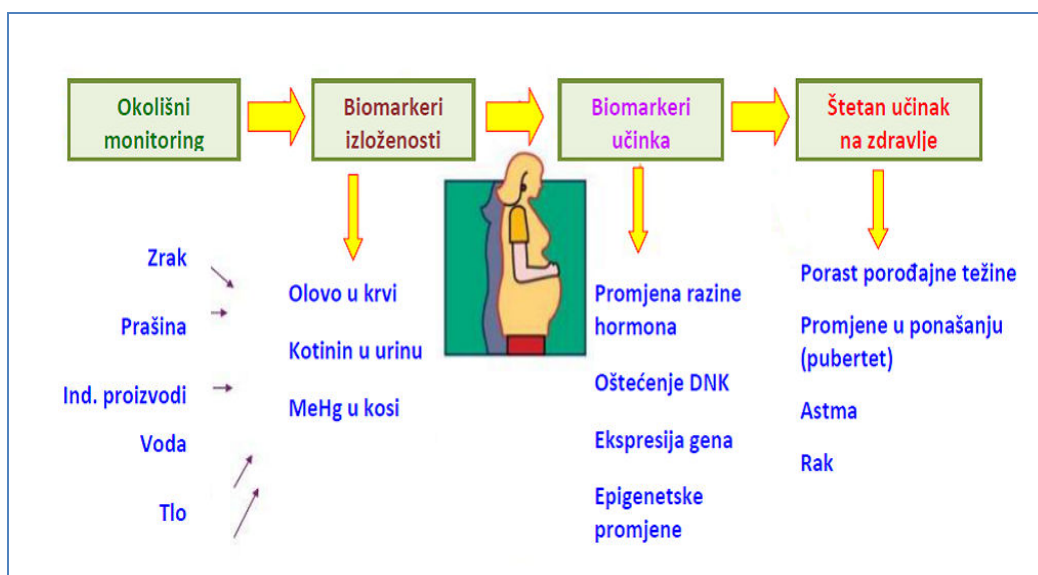 Okolišni
monitoring
Biomarkeri
izloženosti
Biomarkeri
učinka
Štetan učinak
na zdravlje
Zrak
Prašina
Ind. proizvodi
Voda
Tlo
Olovo u krvi
Kotinin u urinu
MeHg u kosi
Promjena razine
hormona
Oštećenje DNK
Ekspresija gena
Epigenetske
promjene
Porast porođajne težine
Promjene u ponašanju
(pubertet)
Astma
Rak